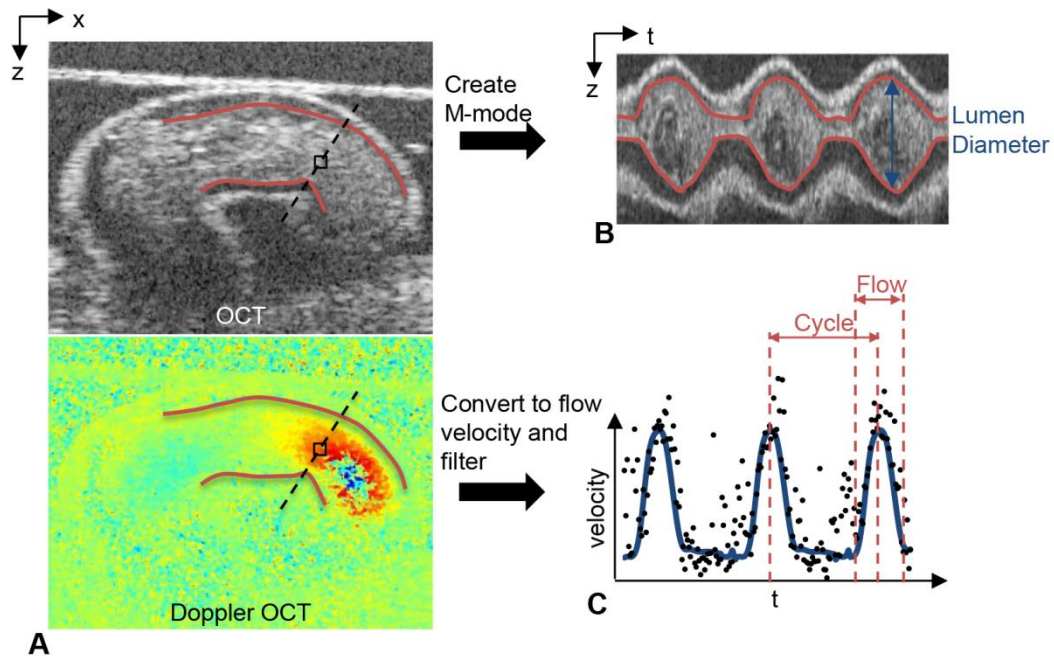 x
z
OCT
Create
M-mode
t
z
Lumen
Diameter
B
Doppler OCT
A
Convert to flow
velocity and
filter
Flow
Cycle
velocity
t
C